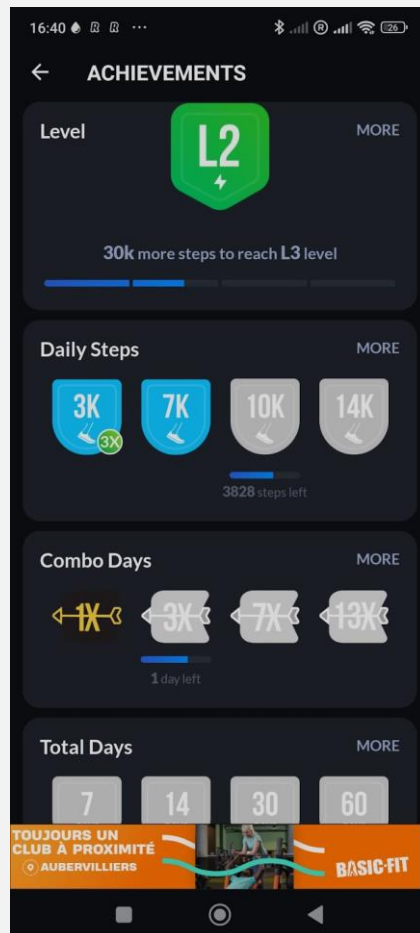 16:40 ... 26
ACHIEVEMENTS
Level
MORE
L2
30k more steps to reach L3 level
Daily Steps
MORE
3K 7K 10K 14K
3X
3828 steps left
Combo Days
MORE
1X 3X 7X 13X
1 day left
Total Days
MORE
7 14 30 60
TOUJOURS UN
CLUB À PROXIMITÉ
AUBERVILLIERS
BASIC-FIT